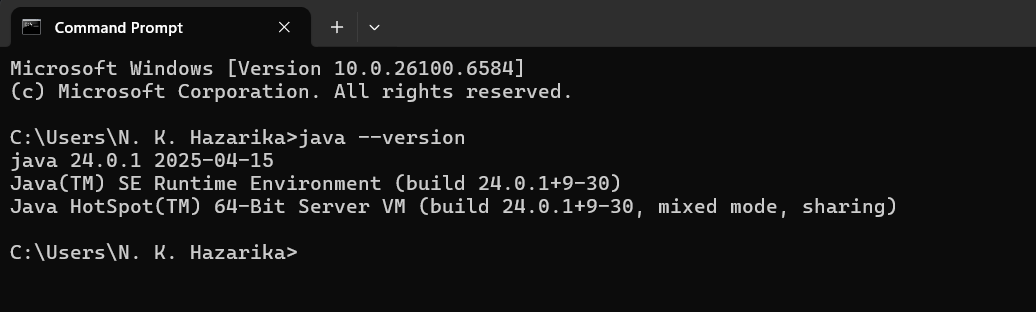 Command Prompt
Microsoft Windows [Version 10.0.26100.6584]
(c) Microsoft Corporation. All rights reserved.
C:\Users\N. K. Hazarika>java --version
java 24.0.1 2025-04-15
Java(TM) SE Runtime Environment (build 24.0.1+9-30)
Java HotSpot(TM) 64-Bit Server VM (build 24.0.1+9-30, mixed mode, sharing)
C:\Users\N. K. Hazarika>